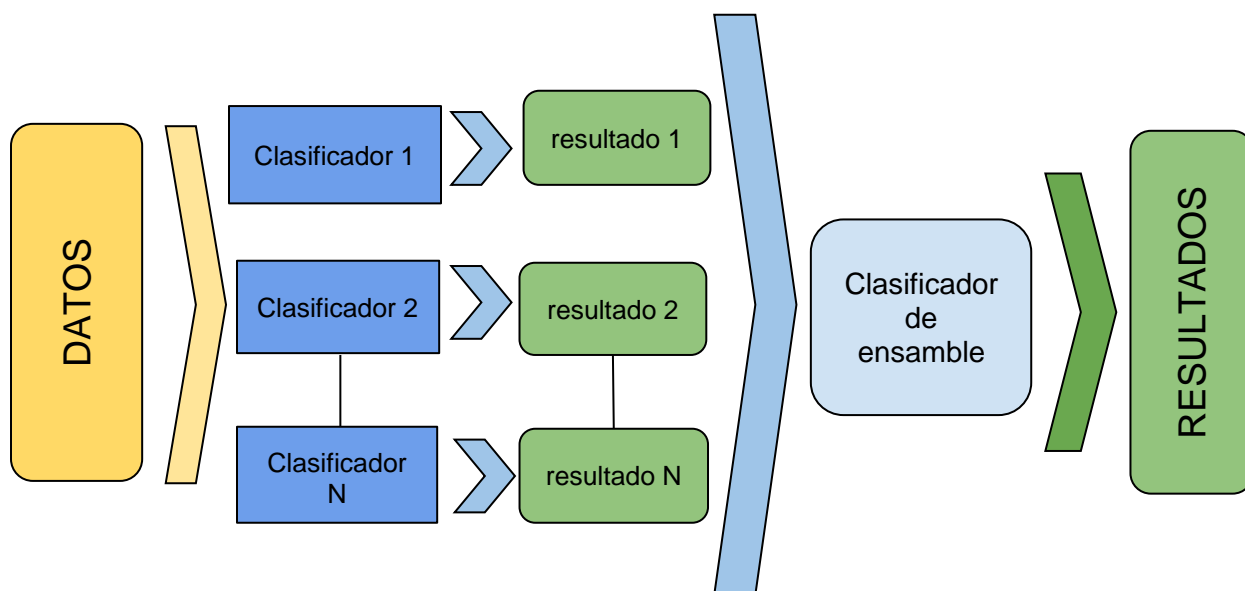 DATOS
Clasificador 1
resultado 1
Clasificador 2
resultado 2
Clasificador
N
resultado N
Clasificador
de
ensamble
RESULTADOS